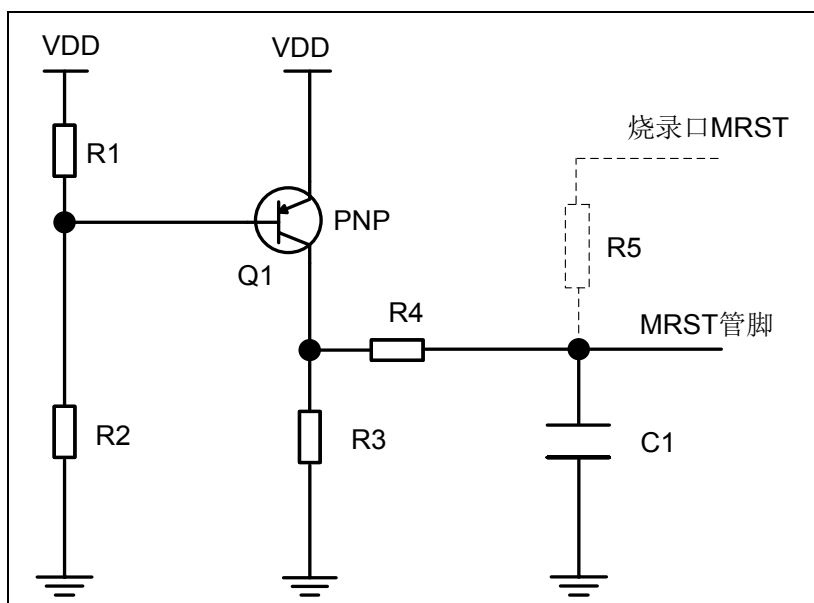 VDD
VDD
烧录口MRST
R1
PNP
Q1
R5
R4
MRST管脚
R2
R3
C1